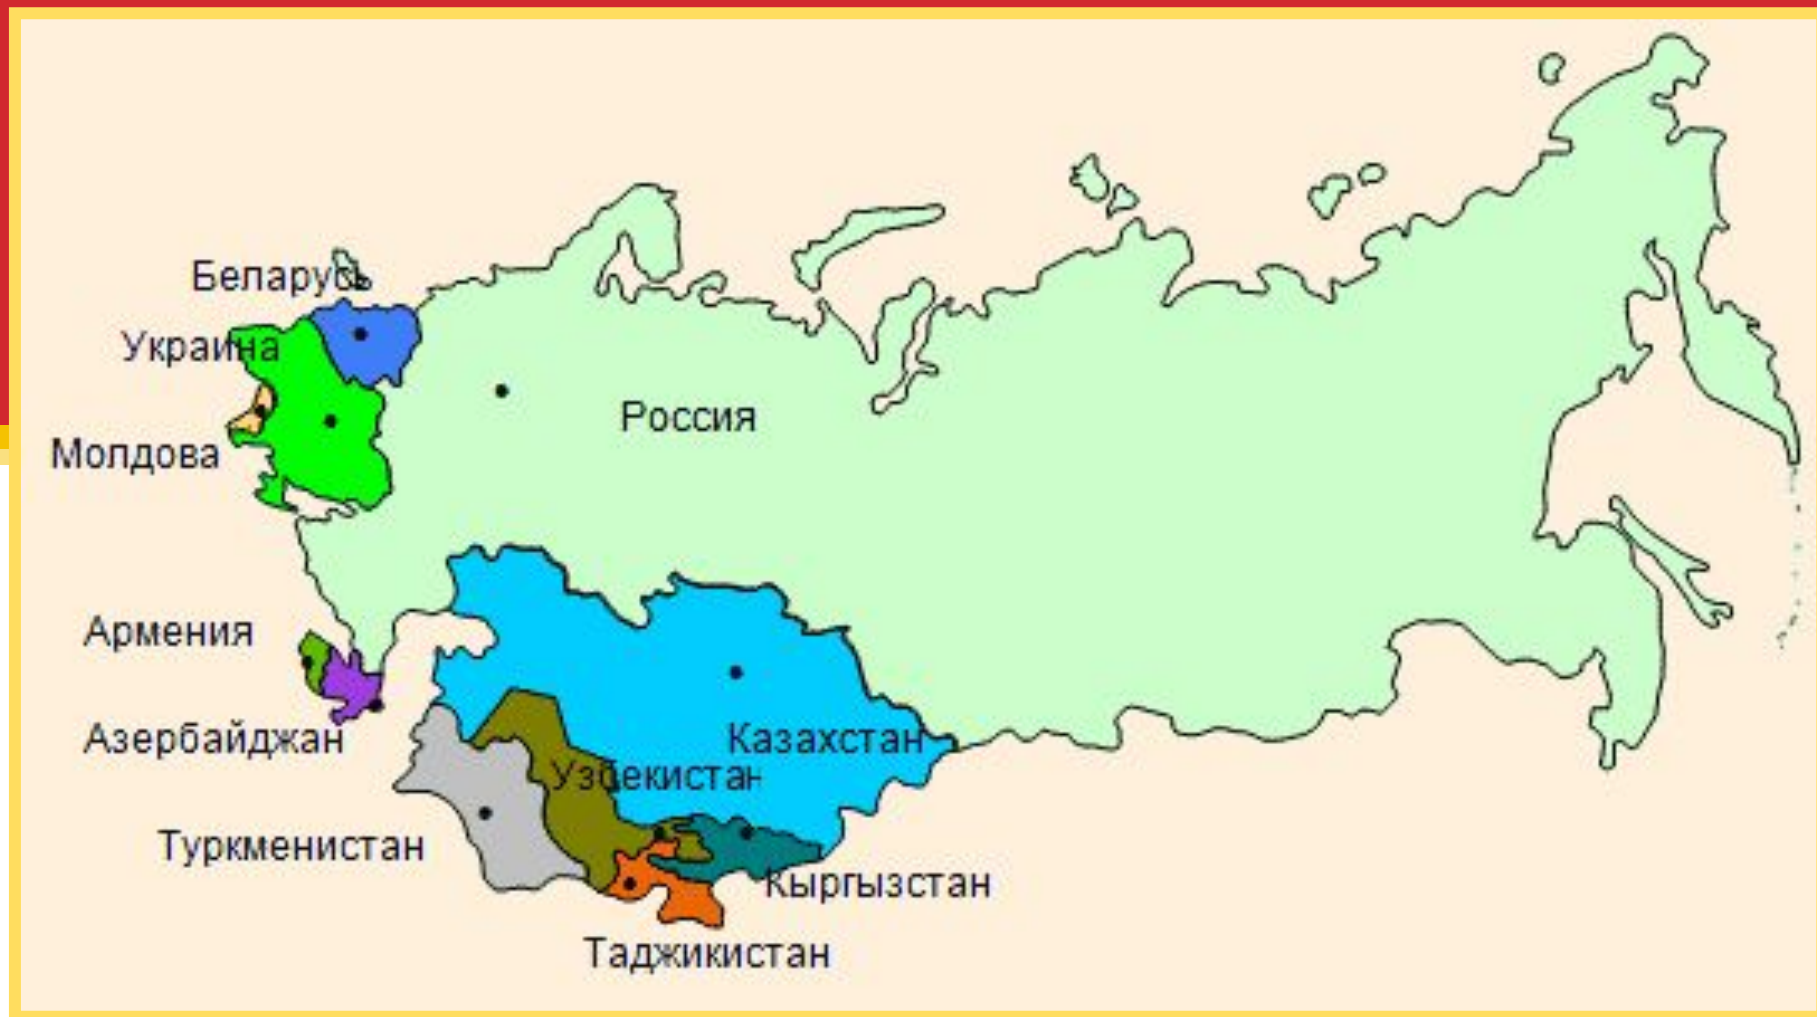 Беларусь
Украина
Россия
Молдова
Армения
Азербайджан
Казахстан
Узбекистан
Туркменистан
Кыргызстан
Таджикистан